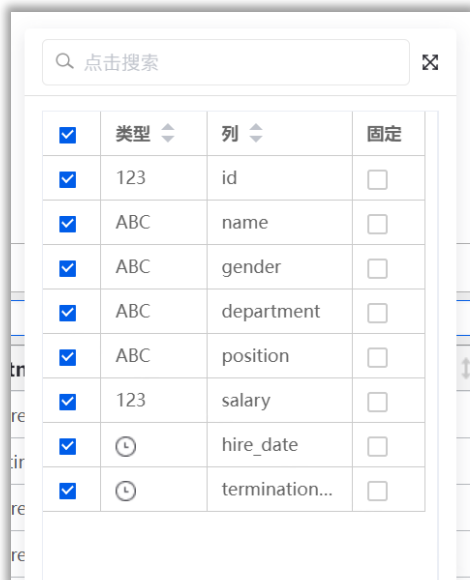 点击搜索
类型 列 固定
123 id
ABC name
ABC gender
ABC department
ABC position
123 salary
hire_date
termination...